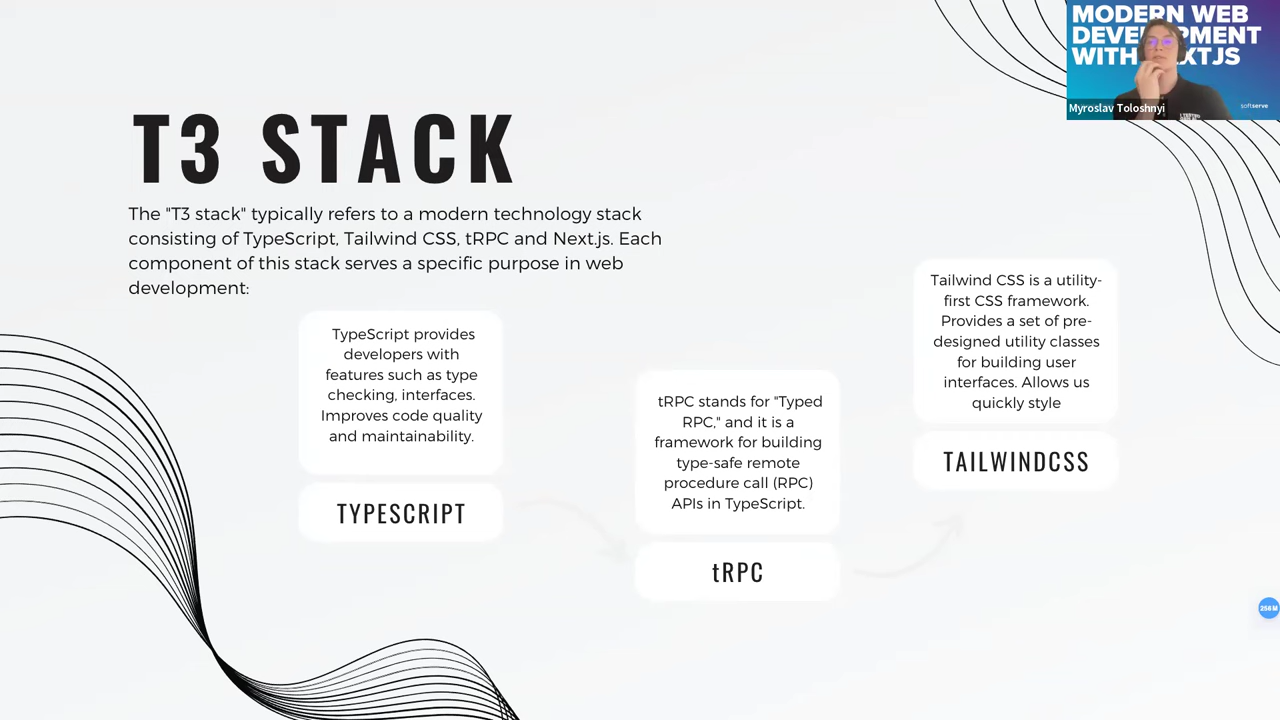 MODERN WEB
DEVE PMENT
WITH XTJS
Myroslav Toloshnyi
softserve
T3 STACK
The "T3 stack" typically refers to a modern technology stack
consisting of TypeScript, Tailwind CSS, tRPC and Next.js. Each
component of this stack serves a specific purpose in web
development:
TypeScript provides
developers with
features such as type
checking, interfaces.
Improves code quality
and maintainability.
TYPESCRIPT
tRPC stands for "Typed
RPC," and it is a
framework for building
type-safe remote
procedure call (RPC)
APIs in TypeScript.
tRPC
Tailwind CSS is a utility-
first CSS framework.
Provides a set of pre-
designed utility classes
for building user
interfaces. Allows us
quickly style
TAILWINDCSS
256M